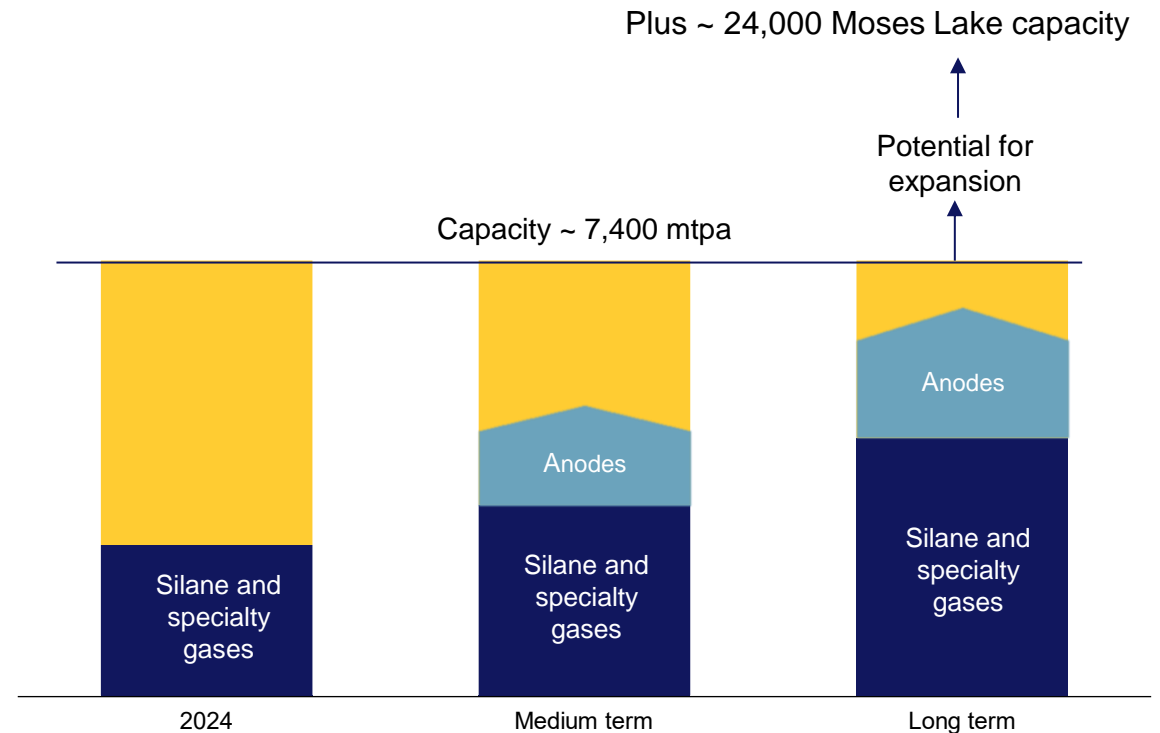 Plus ~ 24,000 Moses Lake capacity
Potential for
expansion
Capacity ~ 7,400 mtpa
Silane and
specialty
gases
Anodes
Silane and
specialty
gases
Anodes
Silane and
specialty
gases
2024
Medium term
Long term